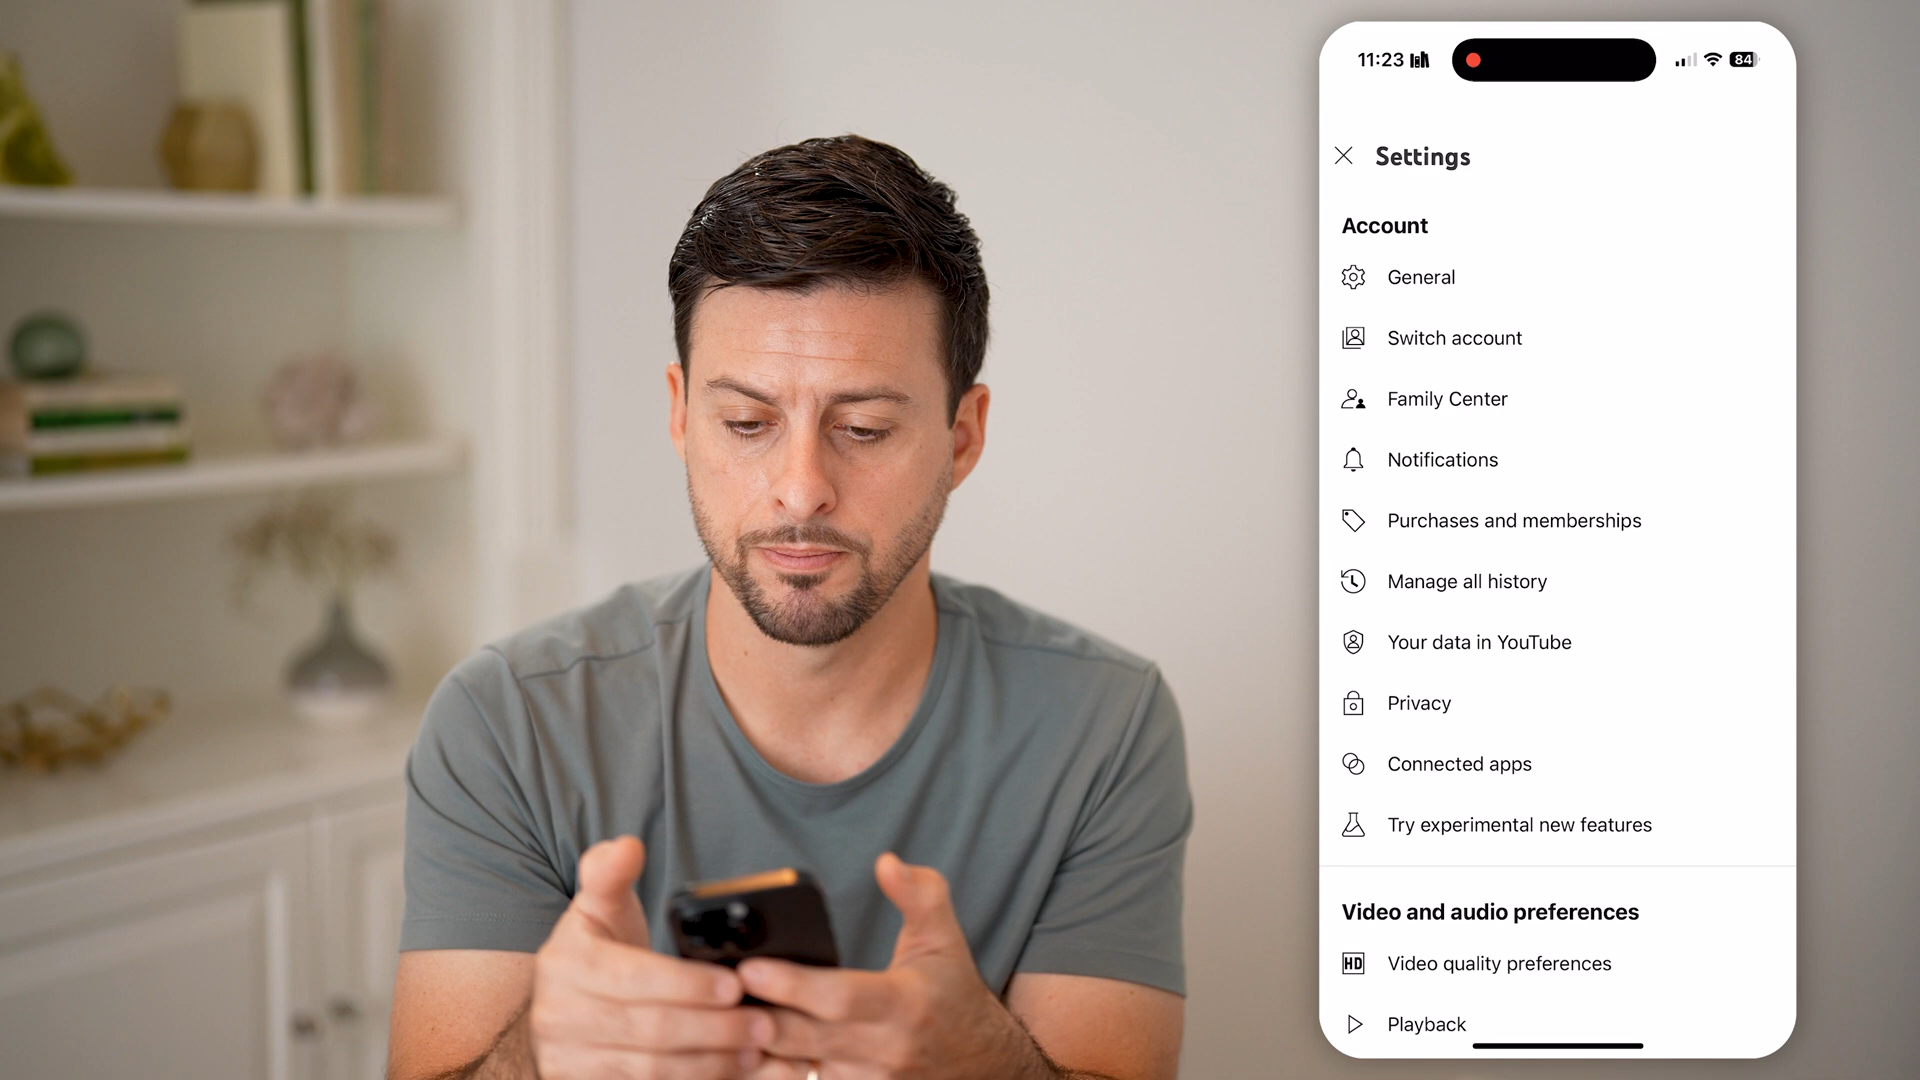 11:23
84
Settings
Account
General
Switch account
Family Center
Notifications
Purchases and memberships
Manage all history
Your data in YouTube
Privacy
Connected apps
Try experimental new features
Video and audio preferences
HD
Video quality preferences
Playback